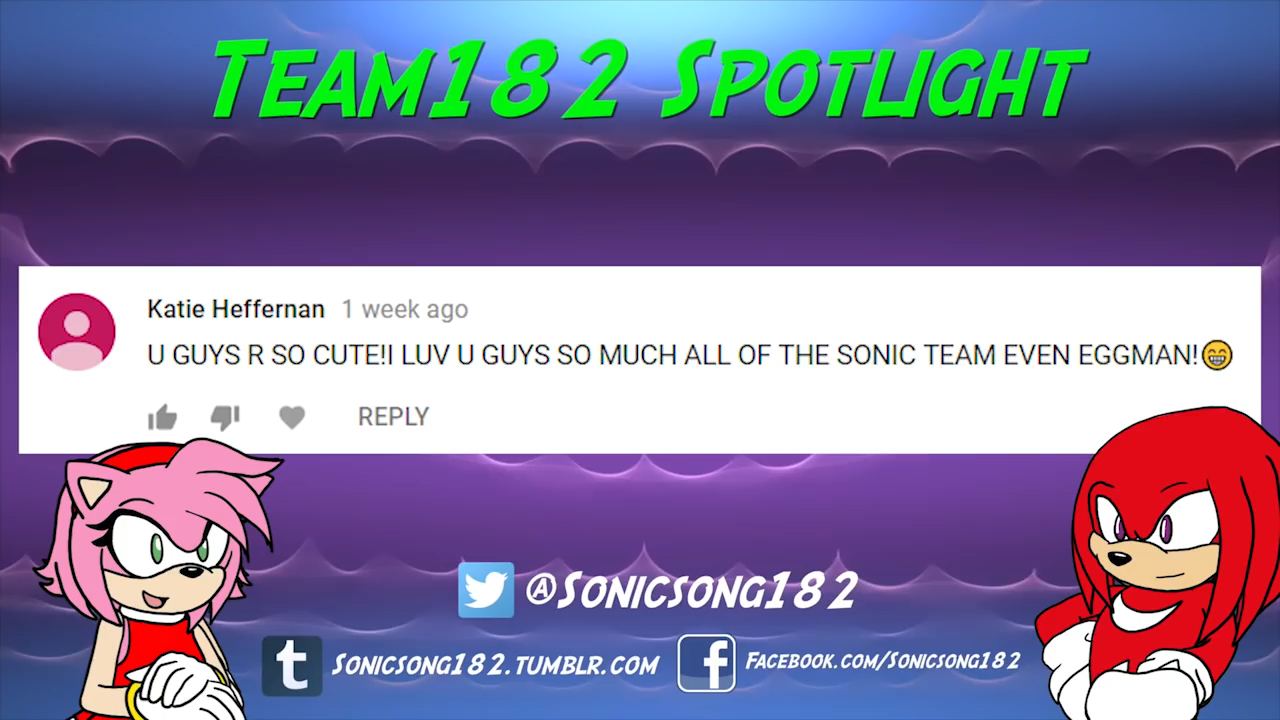 Team182 Spotlight
Katie Heffernan 1 week ago
U GUYS R SO CUTE!I LUV U GUYS SO MUCH ALL OF THE SONIC TEAM EVEN EGGMAN!😁
REPLY
@Sonicsong182
Sonicsong182.tumblr.com
Facebook.com/Sonicsong182